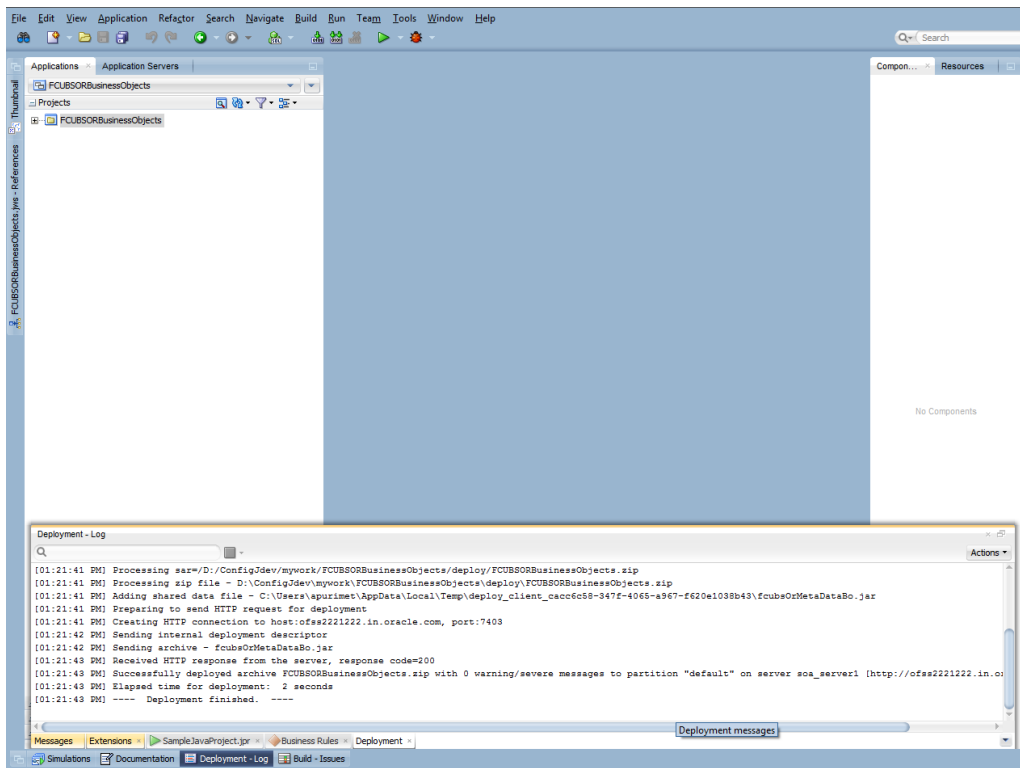 File Edit View Application Refactor Search Navigate Build Run Team Tools Window Help
Search
Applications Application Servers
Compon... Resources
FCUBSORBusinessObjects
Projects
FCUBSORBusinessObjects
Thumbnail
FCUBSORBusinessObjects.jws - References
No Components
Deployment - Log
Actions
[01:21:41 PM] Processing sar=/D:/ConfigJdev/mywork/FCUBSORBusinessObjects/deploy/FCUBSORBusinessObjects.zip
[01:21:41 PM] Processing zip file - D:\ConfigJdev\mywork\FCUBSORBusinessObjects\deploy\FCUBSORBusinessObjects.zip
[01:21:41 PM] Adding shared data file - C:\Users\apurimet\AppData\Local\Temp\deploy_client_cacc6c58-347f-4065-a967-f620e1038b43\fcubsOrMetaDataBo.jar
[01:21:41 PM] Preparing to send HTTP request for deployment
[01:21:41 PM] Creating HTTP connection to host:ofss2221222.in.oracle.com, port:7403
[01:21:42 PM] Sending internal deployment descriptor
[01:21:42 PM] Sending archive - fcubsOrMetaDataBo.jar
[01:21:43 PM] Received HTTP response from the server, response code=200
[01:21:43 PM] Successfully deployed archive FCUBSORBusinessObjects.zip with 0 warning/severe messages to partition "default" on server soa_server1 [http://ofss2221222.in.o
[01:21:43 PM] Elapsed time for deployment: 2 seconds
[01:21:43 PM] ---- Deployment finished. ----
Deployment messages
Messages Extensions SampleJavaProject.jpr Business Rules Deployment
Simulations Documentation Deployment - Log Build - Issues